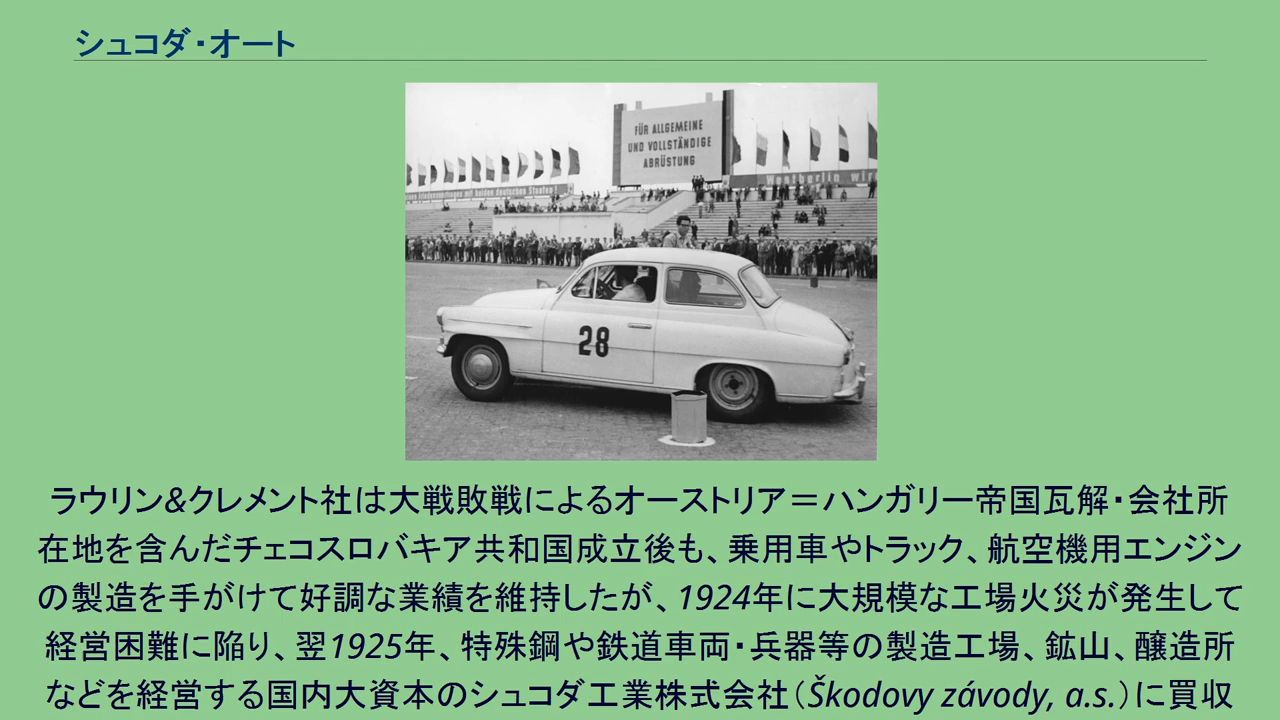 シュコダ・オート
FÜR ALLGEMEINE
UND VOLLSTÄNDIGE
ABRÜSTUNG
Westberlin wir
mit beiden deutschen Staaten!
28
ラウリン&クレメント社は大戦敗戦によるオーストリア＝ハンガリー帝国瓦解・会社所
在地を含んだチェコスロバキア共和国成立後も、乗用車やトラック、航空機用エンジン
の製造を手がけて好調な業績を維持したが、1924年に大規模な工場火災が発生して
経営困難に陥り、翌1925年、特殊鋼や鉄道車両・兵器等の製造工場、鉱山、醸造所
などを経営する国内大資本のシュコダ工業株式会社（Škodovy závody, a.s.）に買収